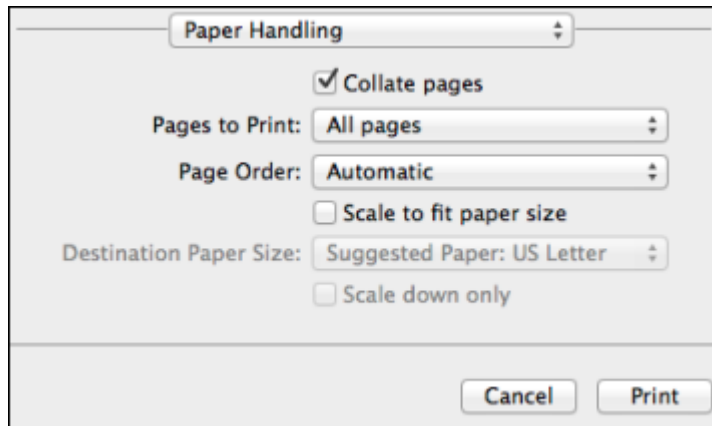 Paper Handling
Collate pages
Pages to Print: All pages
Page Order: Automatic
Scale to fit paper size
Destination Paper Size: Suggested Paper: US Letter
Scale down only
Cancel Print